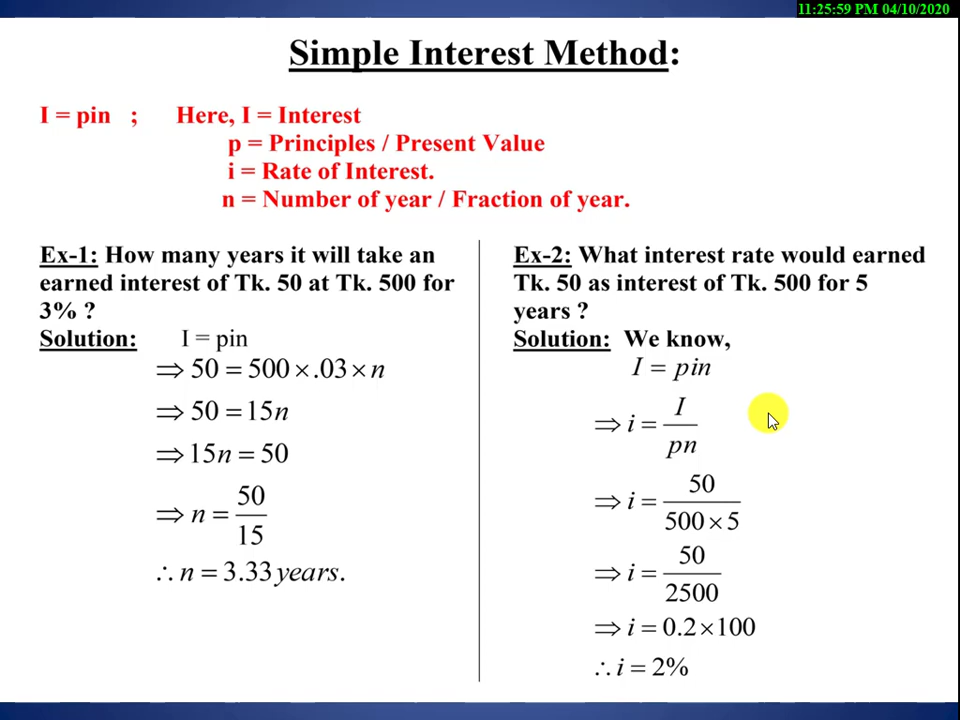 11:25:59 PM 04/10/2020
Simple Interest Method:
I = pin ; Here, I = Interest
p = Principles / Present Value
i = Rate of Interest.
n = Number of year / Fraction of year.
Ex-1: How many years it will take an
earned interest of Tk. 50 at Tk. 500 for
3% ?
Solution: I = pin
⇒ 50 = 500 × .03 × n
⇒ 50 = 15n
⇒ 15n = 50
⇒ n = 50/15
∴ n = 3.33 years.
Ex-2: What interest rate would earned
Tk. 50 as interest of Tk. 500 for 5
years ?
Solution: We know,
I = pin
⇒ i = I/pn
⇒ i = 50/500 × 5
⇒ i = 50/2500
⇒ i = 0.2 × 100
∴ i = 2%